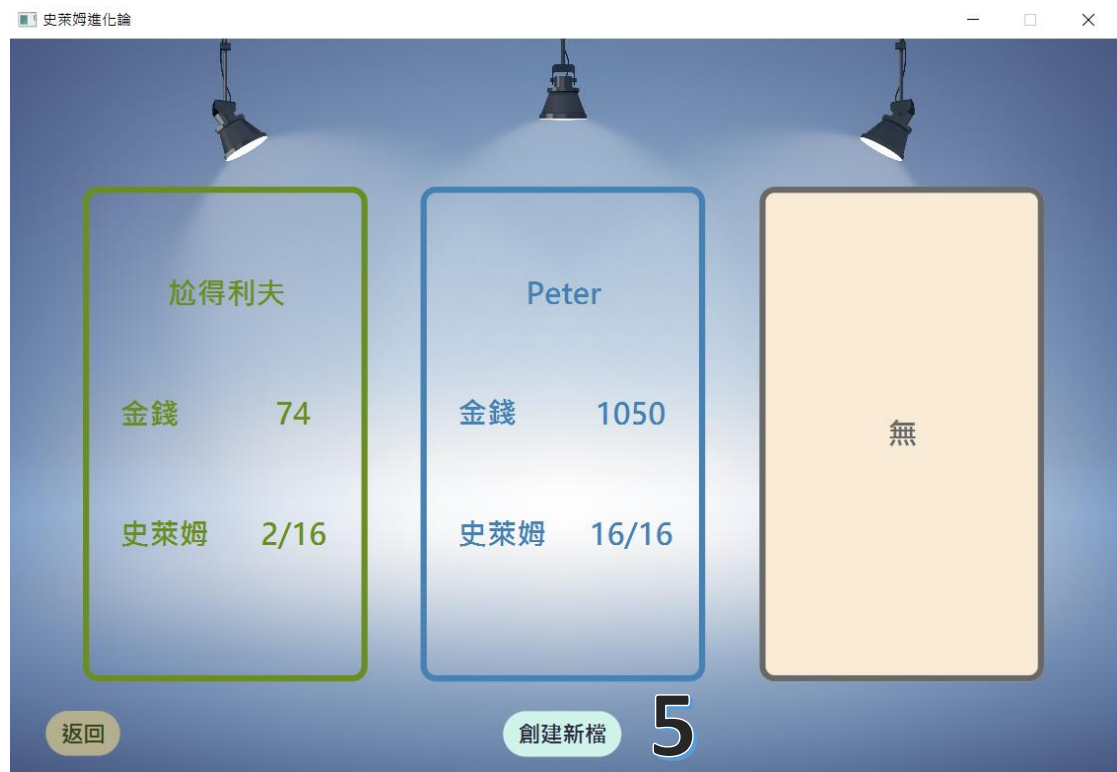 史萊姆進化論
尬得利夫
金錢 74
史萊姆 2/16
Peter
金錢 1050
史萊姆 16/16
無
返回
創建新檔
5